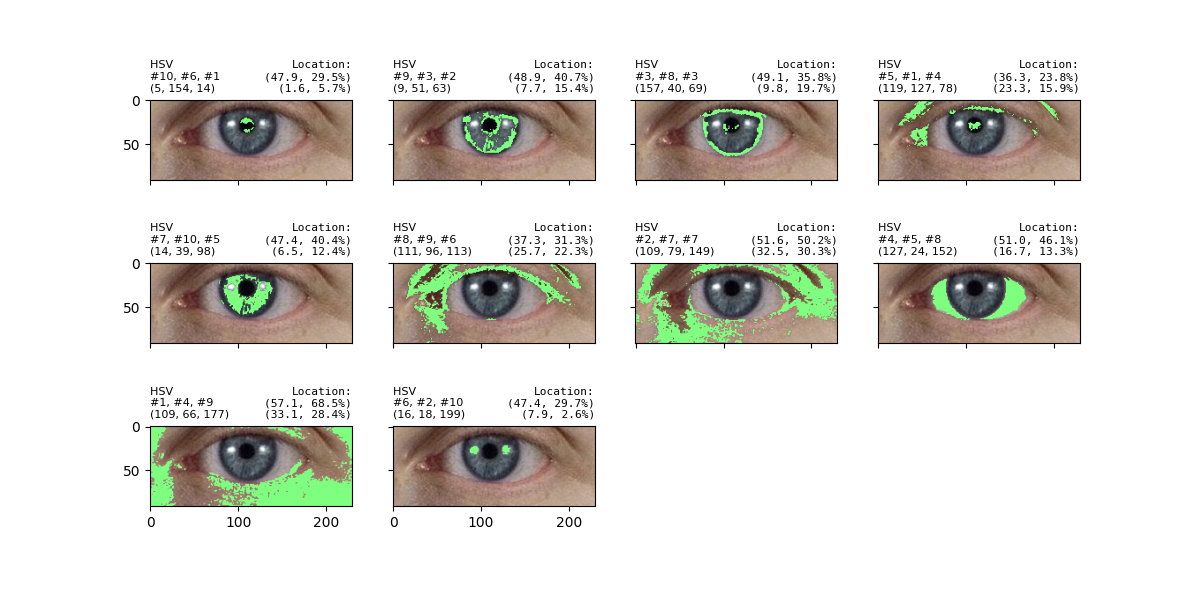 HSV Location:
#10, #6, #1 (47.9, 29.5%)
(5, 154, 14) (1.6, 5.7%)
HSV Location:
#9, #3, #2 (48.9, 40.7%)
(9, 51, 63) (7.7, 15.4%)
HSV Location:
#3, #8, #3 (49.1, 35.8%)
(157, 40, 69) (9.8, 19.7%)
HSV Location:
#5, #1, #4 (36.3, 23.8%)
(119, 127, 78) (23.3, 15.9%)
0
50
HSV Location:
#7, #10, #5 (47.4, 40.4%)
(14, 39, 98) (6.5, 12.4%)
HSV Location:
#8, #9, #6 (37.3, 31.3%)
(111, 96, 113) (25.7, 22.3%)
HSV Location:
#2, #7, #7 (51.6, 50.2%)
(109, 79, 149) (32.5, 30.3%)
HSV Location:
#4, #5, #8 (51.0, 46.1%)
(127, 24, 152) (16.7, 13.3%)
0
50
HSV Location:
#1, #4, #9 (57.1, 68.5%)
(109, 66, 177) (33.1, 28.4%)
HSV Location:
#6, #2, #10 (47.4, 29.7%)
(16, 18, 199) (7.9, 2.6%)
0
50
0 100 200
0 100 200